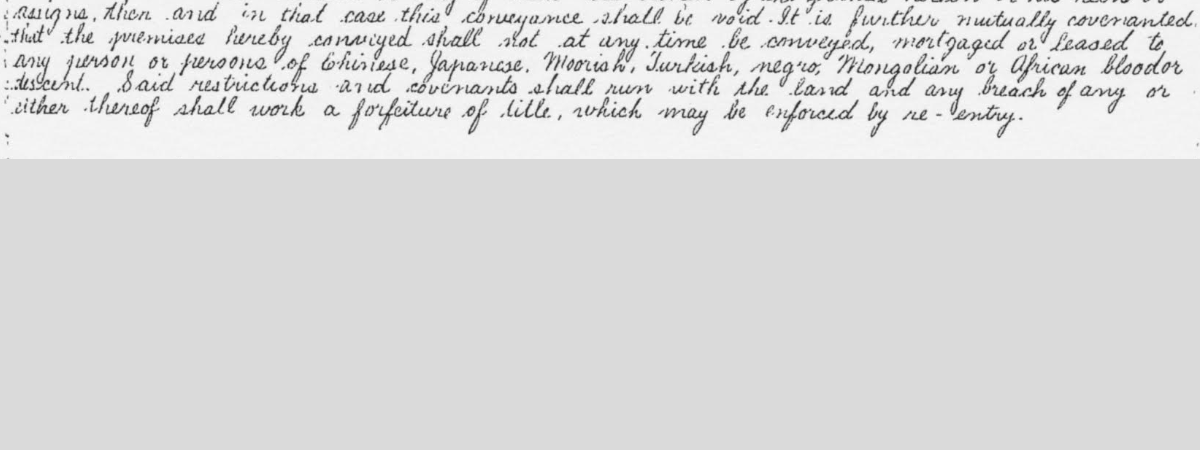 assigns, then and in that case this conveyance shall be void. It is further mutually covenanted
that the premises hereby conveyed shall not at any time be conveyed, mortgaged or leased to
any person or persons of Chinese, Japanese, Moorish, Turkish, negro, Mongolian or African blood or
descent. Said restrictions and covenants shall run with the land and any breach of any or
either thereof shall work a forfeiture of title, which may be enforced by re-entry.